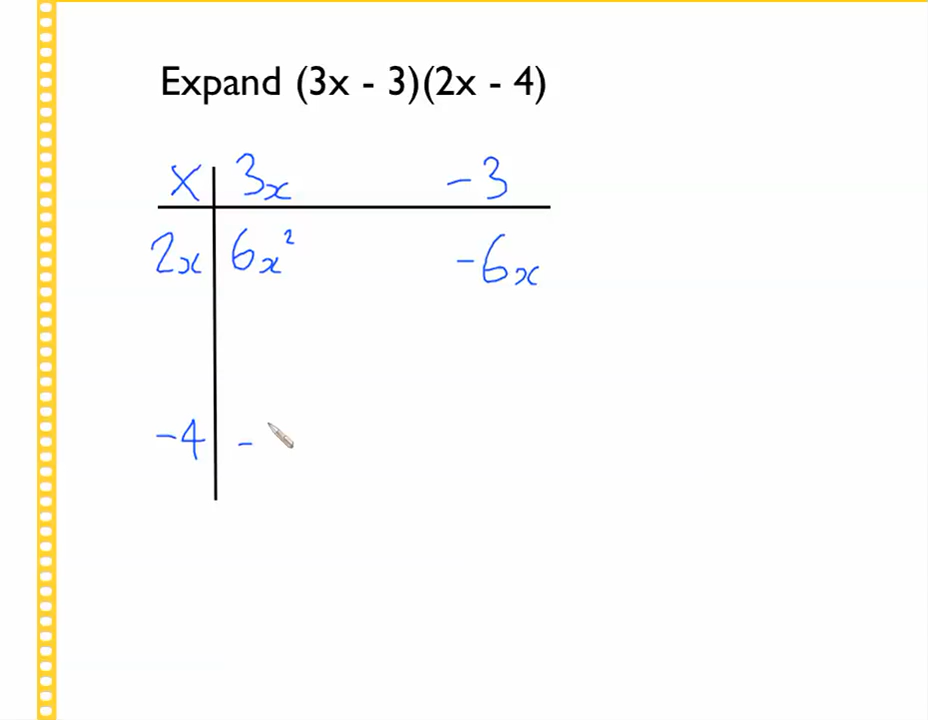 Expand (3x - 3)(2x - 4)
× 3x -3
2x 6x² -6x
-4 -